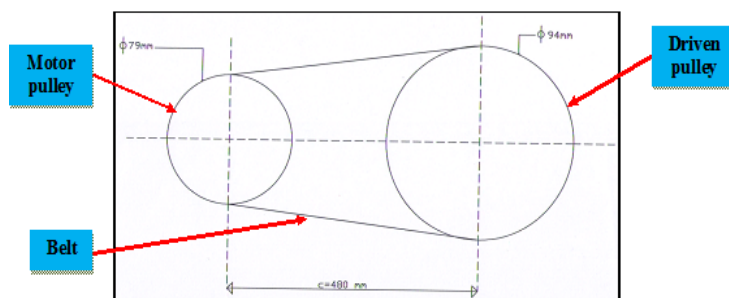 ϕ79mm
ϕ94mm
Motor
pulley
Driven
pulley
Belt
c=480 mm